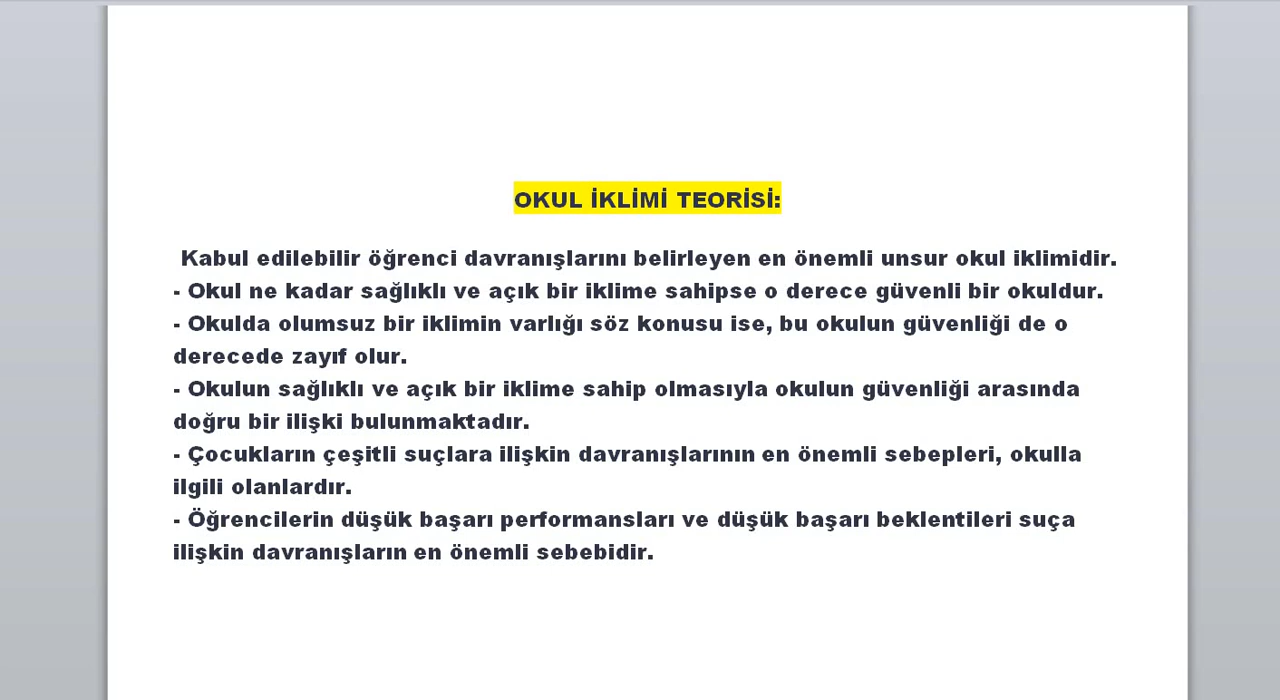 OKUL İKLİMİ TEORİSİ:
Kabul edilebilir öğrenci davranışlarını belirleyen en önemli unsur okul iklimidir.
- Okul ne kadar sağlıklı ve açık bir iklime sahipse o derece güvenli bir okuldur.
- Okulda olumsuz bir iklimin varlığı söz konusu ise, bu okulun güvenliği de o
derecede zayıf olur.
- Okulun sağlıklı ve açık bir iklime sahip olmasıyla okulun güvenliği arasında
doğru bir ilişki bulunmaktadır.
- Çocukların çeşitli suçlara ilişkin davranışlarının en önemli sebepleri, okulla
ilgili olanlardır.
- Öğrencilerin düşük başarı performansları ve düşük başarı beklentileri suça
ilişkin davranışların en önemli sebebidir.